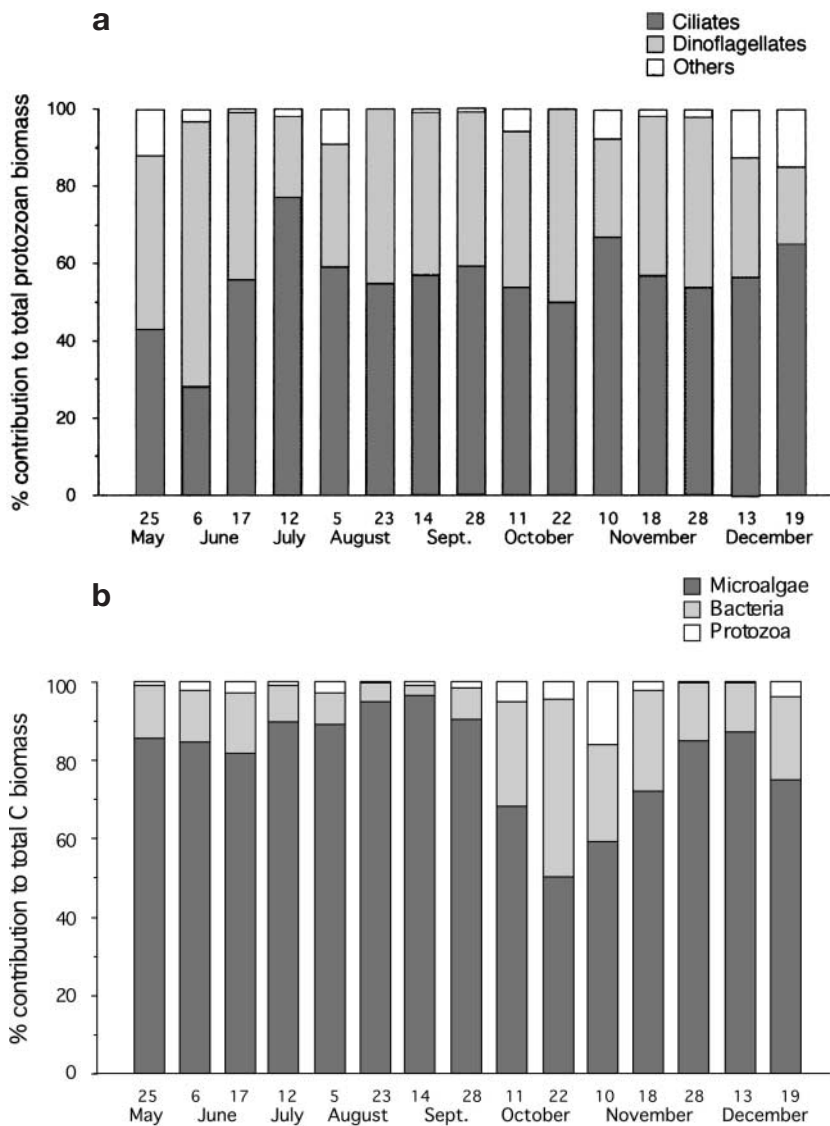 a
Ciliates
Dinoflagellates
Others
% contribution to total protozoan biomass
100
80
60
40
20
0
25 6 17 12 5 23 14 28 11 22 10 18 28 13 19
May June July August Sept. October November December
b
Microalgae
Bacteria
Protozoa
% contribution to total C biomass
100
80
60
40
20
0
25 6 17 12 5 23 14 28 11 22 10 18 28 13 19
May June July August Sept. October November December